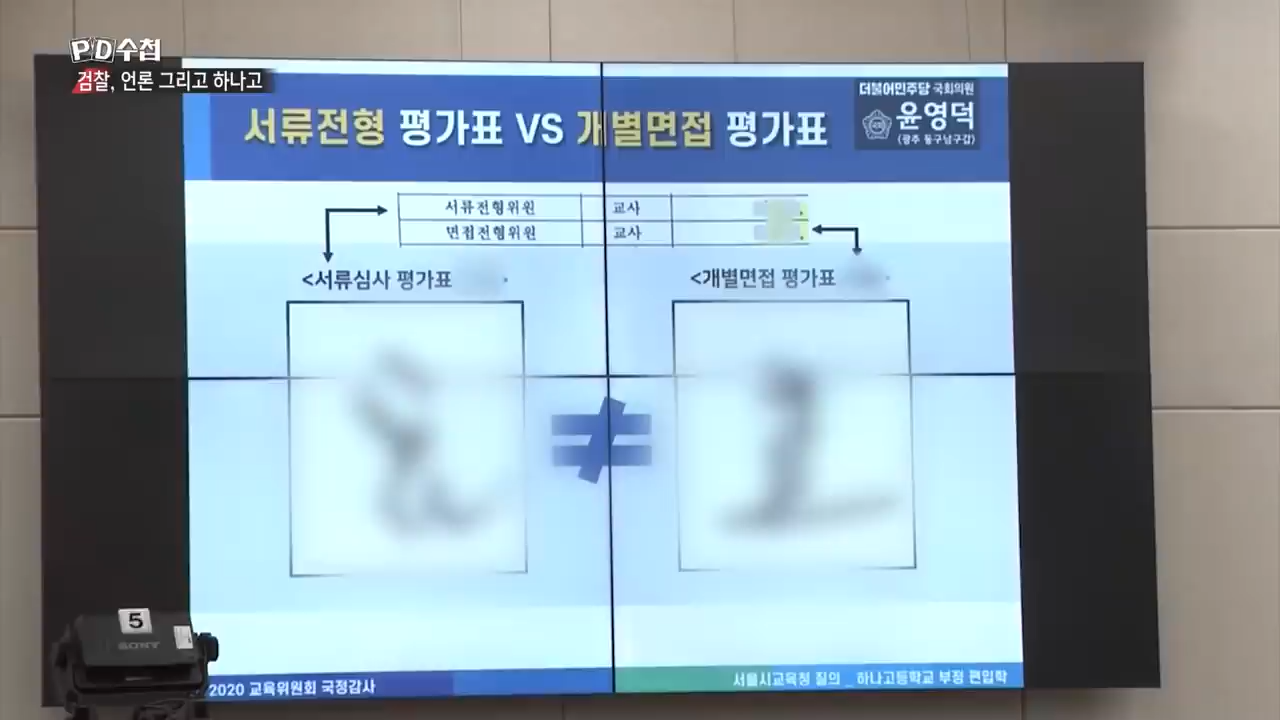 PD수첩
검찰, 언론 그리고 하나고
더불어민주당 국회의원
윤영덕
(광주 동구남구갑)
서류전형 평가표 VS 개별면접 평가표
서류전형위원 교사
면접전형위원 교사
<서류심사 평가표
<개별면접 평가표
≠
5
SONY
2020 교육위원회 국정감사
서울시교육청 질의 _ 하나고등학교 부정 편입학